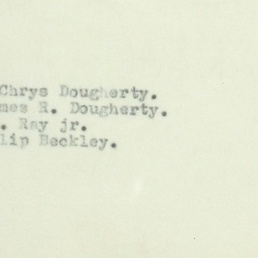 Chrys Dougherty.
mes R. Dougherty.
. Ray jr.
lip Beckley.